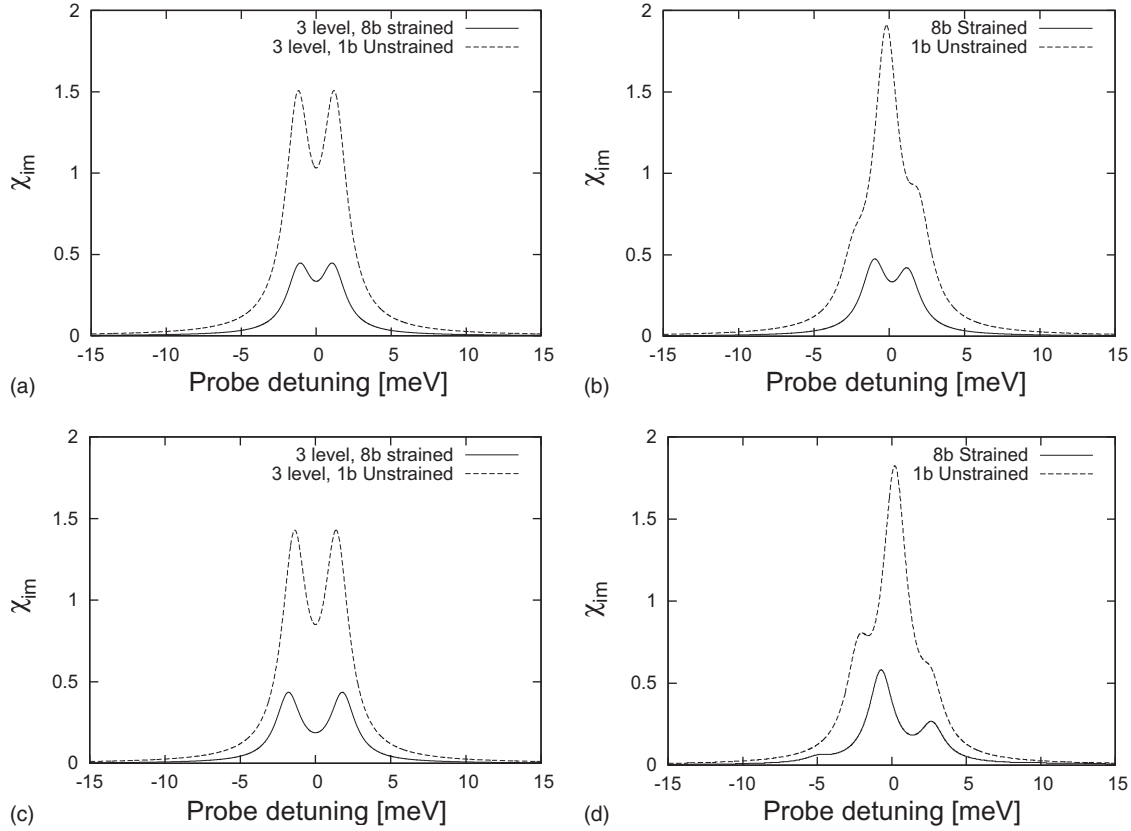 2
3 level, 8b strained
3 level, 1b Unstrained
1.5
χim
1
0.5
0
-15 -10 -5 0 5 10 15
(a) Probe detuning [meV]
2
8b Strained
1b Unstrained
1.5
χim
1
0.5
0
-15 -10 -5 0 5 10 15
(b) Probe detuning [meV]
2
3 level, 8b strained
3 level, 1b Unstrained
1.5
χim
1
0.5
0
-15 -10 -5 0 5 10 15
(c) Probe detuning [meV]
2
8b Strained
1b Unstrained
1.5
χim
1
0.5
0
-15 -10 -5 0 5 10 15
(d) Probe detuning [meV]